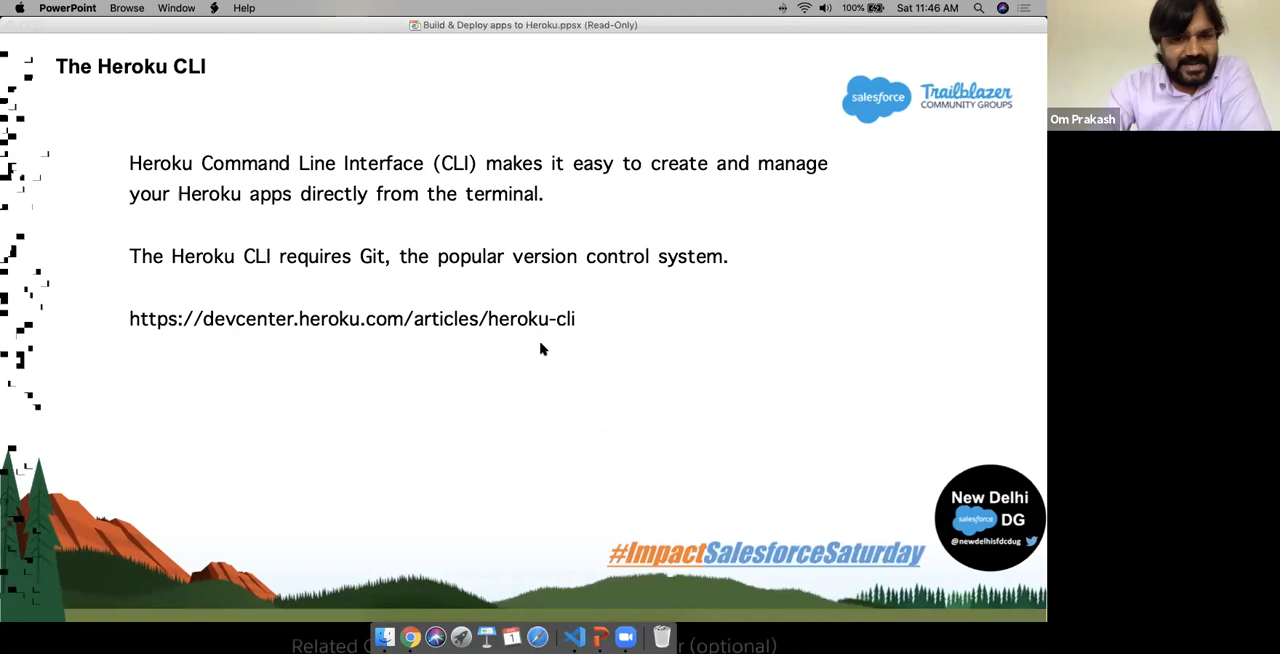 PowerPoint Browse Window Help 100% Sat 11:46 AM
Build & Deploy apps to Heroku.ppsx (Read-Only)
The Heroku CLI
salesforce Trailblazer
COMMUNITY GROUPS
Om Prakash
Heroku Command Line Interface (CLI) makes it easy to create and manage
your Heroku apps directly from the terminal.
The Heroku CLI requires Git, the popular version control system.
https://devcenter.heroku.com/articles/heroku-cli
New Delhi
salesforce DG
@newdelhisfdcdug
#ImpactSalesforceSaturday
1
Related (optional)